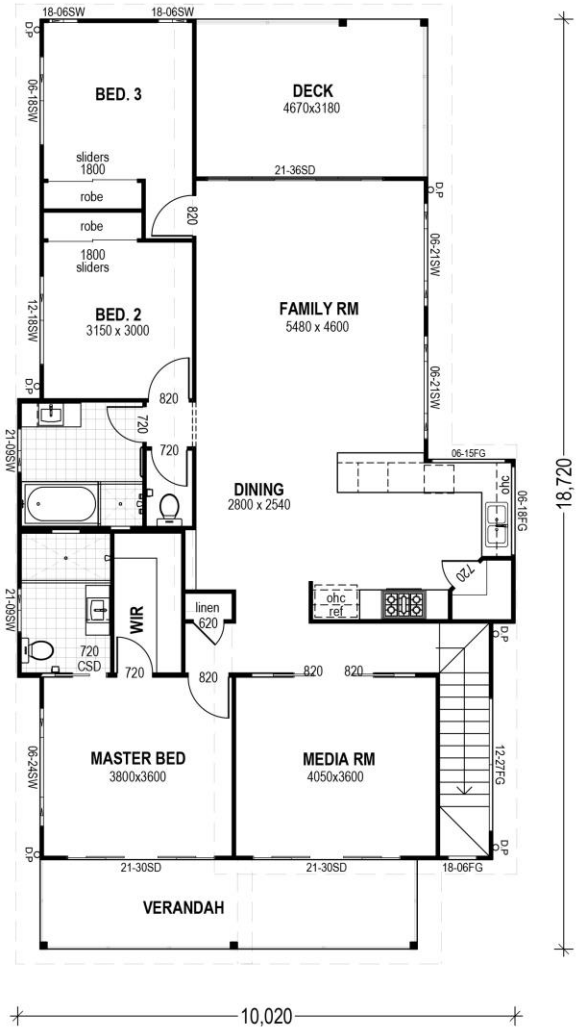 18-06SW
18-06SW
D.P
06-18SW
BED. 3
DECK
4670x3180
sliders
1800
robe
21-36SD
D.P
820
robe
1800
sliders
06-21SW
12-18SW
BED. 2
3150 x 3000
FAMILY RM
5480 x 4600
06-21SW
D.P
820
720
720
21-09SW
06-15FG
ohc
06-18FG
DINING
2800 x 2540
18,720
720
21-09SW
WIR
linen
620
ohc
ref
D.P
720
CSD
720
820
820
820
06-24SW
MASTER BED
3800x3600
MEDIA RM
4050x3600
12-27FG
D.P
21-30SD
21-30SD
18-06FG
D.P
VERANDAH
10,020